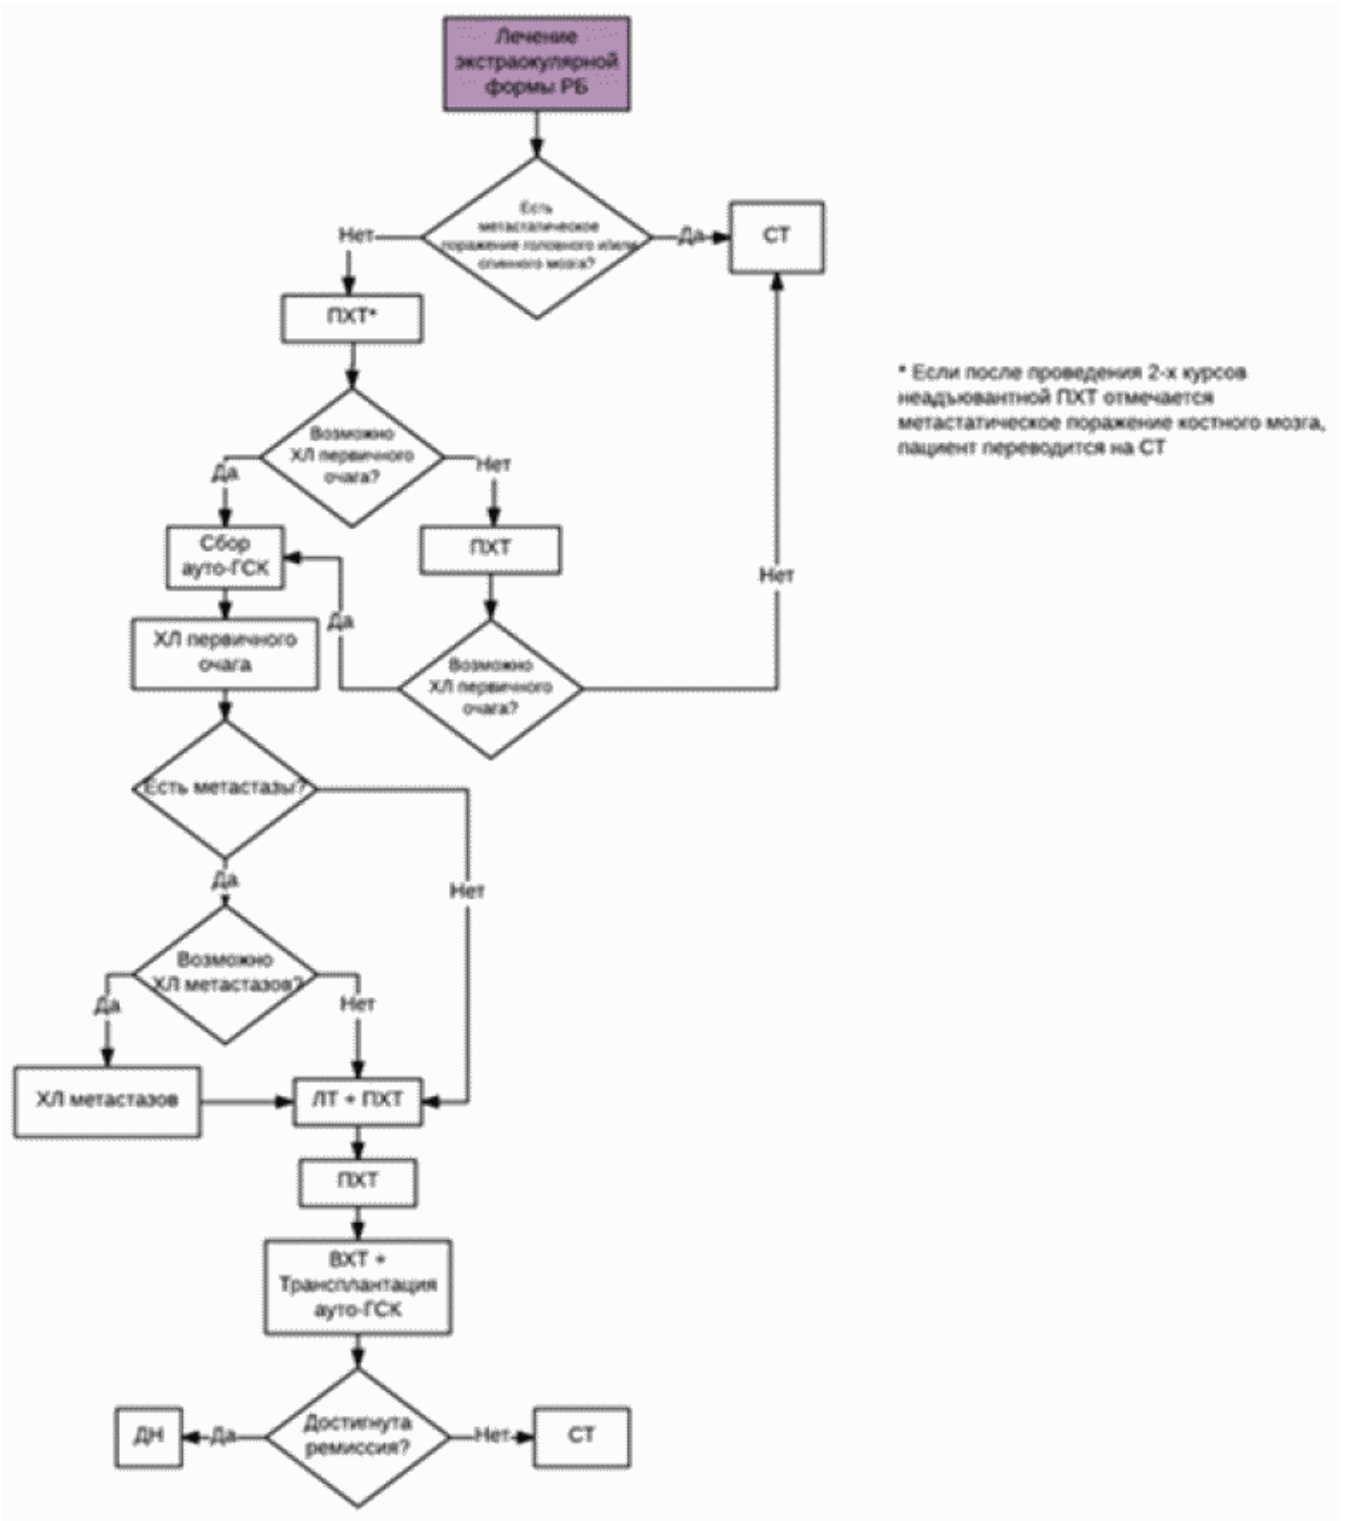 Лечение
экстраокулярной
формы РБ
Есть
метастатическое
поражение головного и/или
спинного мозга?
Нет
Да
СТ
ПХТ*
* Если после проведения 2-х курсов
неадъювантной ПХТ отмечается
метастатическое поражение костного мозга,
пациент переводится на СТ
Возможно
ХЛ первичного
очага?
Да
Нет
Сбор
ауто-ГСК
ПХТ
Нет
Да
ХЛ первичного
очага
Возможно
ХЛ первичного
очага?
Есть метастазы?
Да
Нет
Возможно
ХЛ метастазов?
Да
Нет
ХЛ метастазов
ЛТ + ПХТ
ПХТ
ВХТ +
Трансплантация
ауто-ГСК
Достигнута
ремиссия?
Да
ДН
Нет
СТ